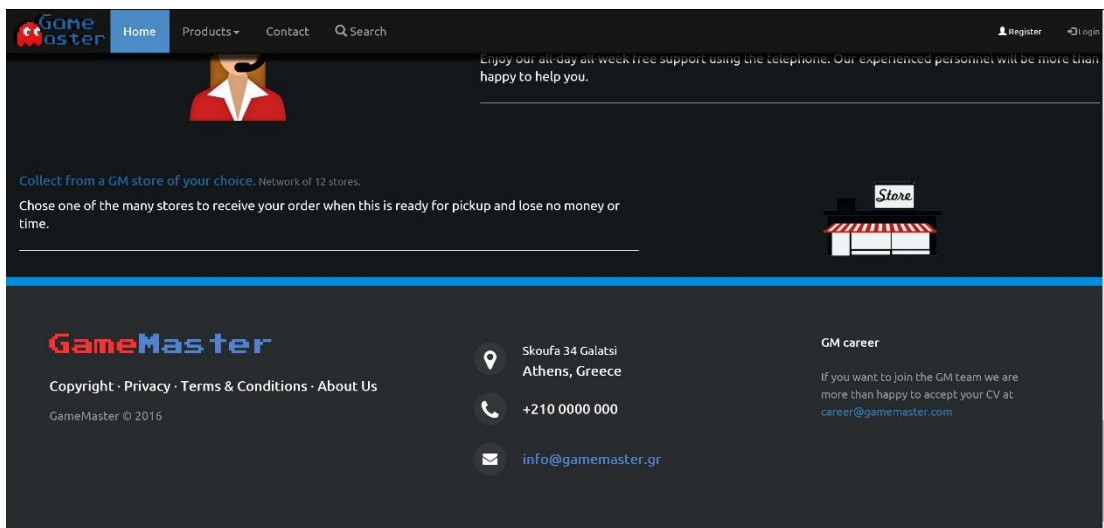 Game
Master
Home
Products
Contact
Search
Register
Login
Enjoy our all-day all-week free support using the telephone. Our experienced personnel will be more than
happy to help you.
Collect from a GM store of your choice. Network of 12 stores.
Chose one of the many stores to receive your order when this is ready for pickup and lose no money or
time.
Store
GameMaster
Copyright · Privacy · Terms & Conditions · About Us
GameMaster © 2016
Skoufa 34 Galatsi
Athens, Greece
+210 0000 000
info@gamemaster.gr
GM career
If you want to join the GM team we are
more than happy to accept your CV at
career@gamemaster.com